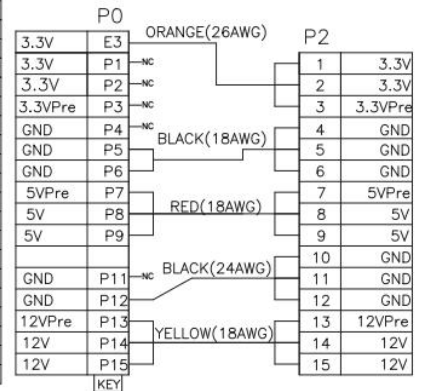 P0
ORANGE(26AWG)
P2
3.3V E3
3.3V P1 NC 1 3.3V
3.3V P2 NC 2 3.3V
3.3VPre P3 NC 3 3.3VPre
GND P4 NC 4 GND
BLACK(18AWG)
GND P5 5 GND
GND P6 6 GND
5VPre P7 7 5VPre
RED(18AWG)
5V P8 8 5V
5V P9 9 5V
10 GND
BLACK(24AWG)
GND P11 NC 11 GND
GND P12 12 GND
12VPre P13 13 12VPre
YELLOW(18AWG)
12V P14 14 12V
12V P15 15 12V
KEY